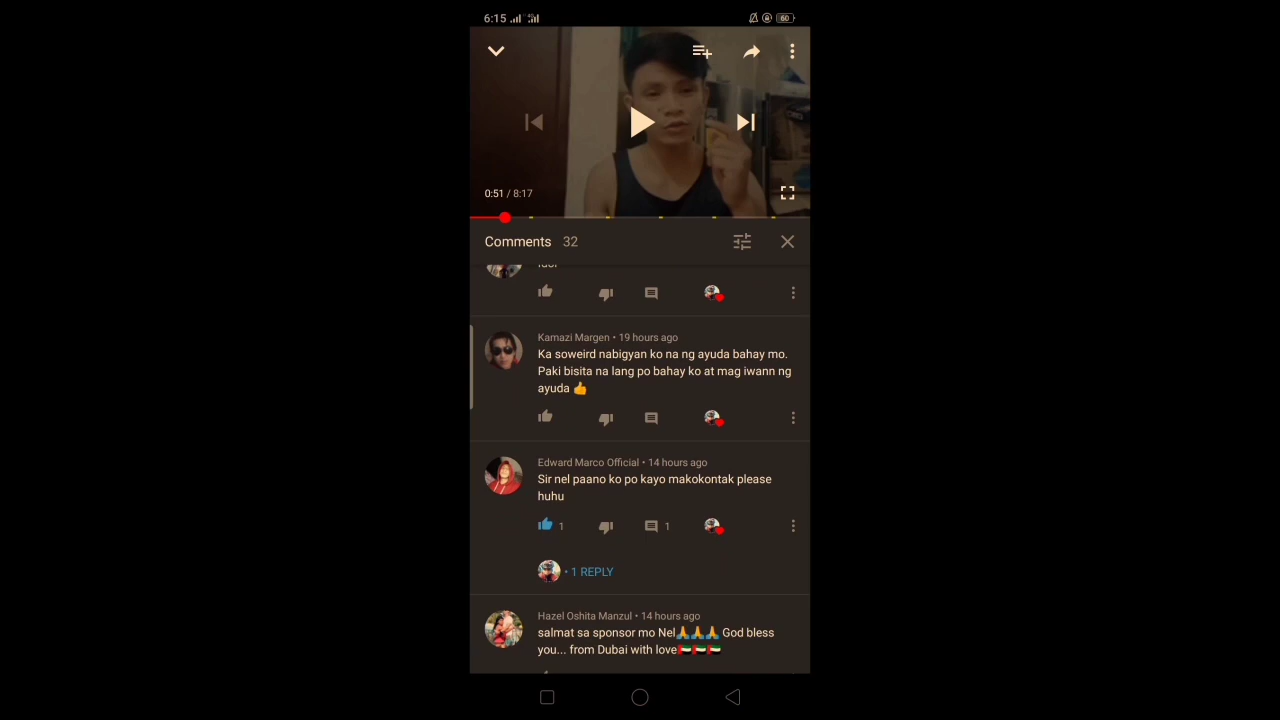 6:15
60
0:51 / 8:17
Comments 32
Karnazi Margen • 19 hours ago
Ka soweird nabigyan ko na ng ayuda bahay mo.
Paki bisita na lang po bahay ko at mag iwann ng
ayuda 👍
Edward Marco Official • 14 hours ago
Sir nel paano ko po kayo makokontak please
huhu
1 1
• 1 REPLY
Hazel Oshita Manzul • 14 hours ago
salmat sa sponsor mo Nel🙏🙏🙏 God bless
you... from Dubai with love🇦🇪🇦🇪🇦🇪